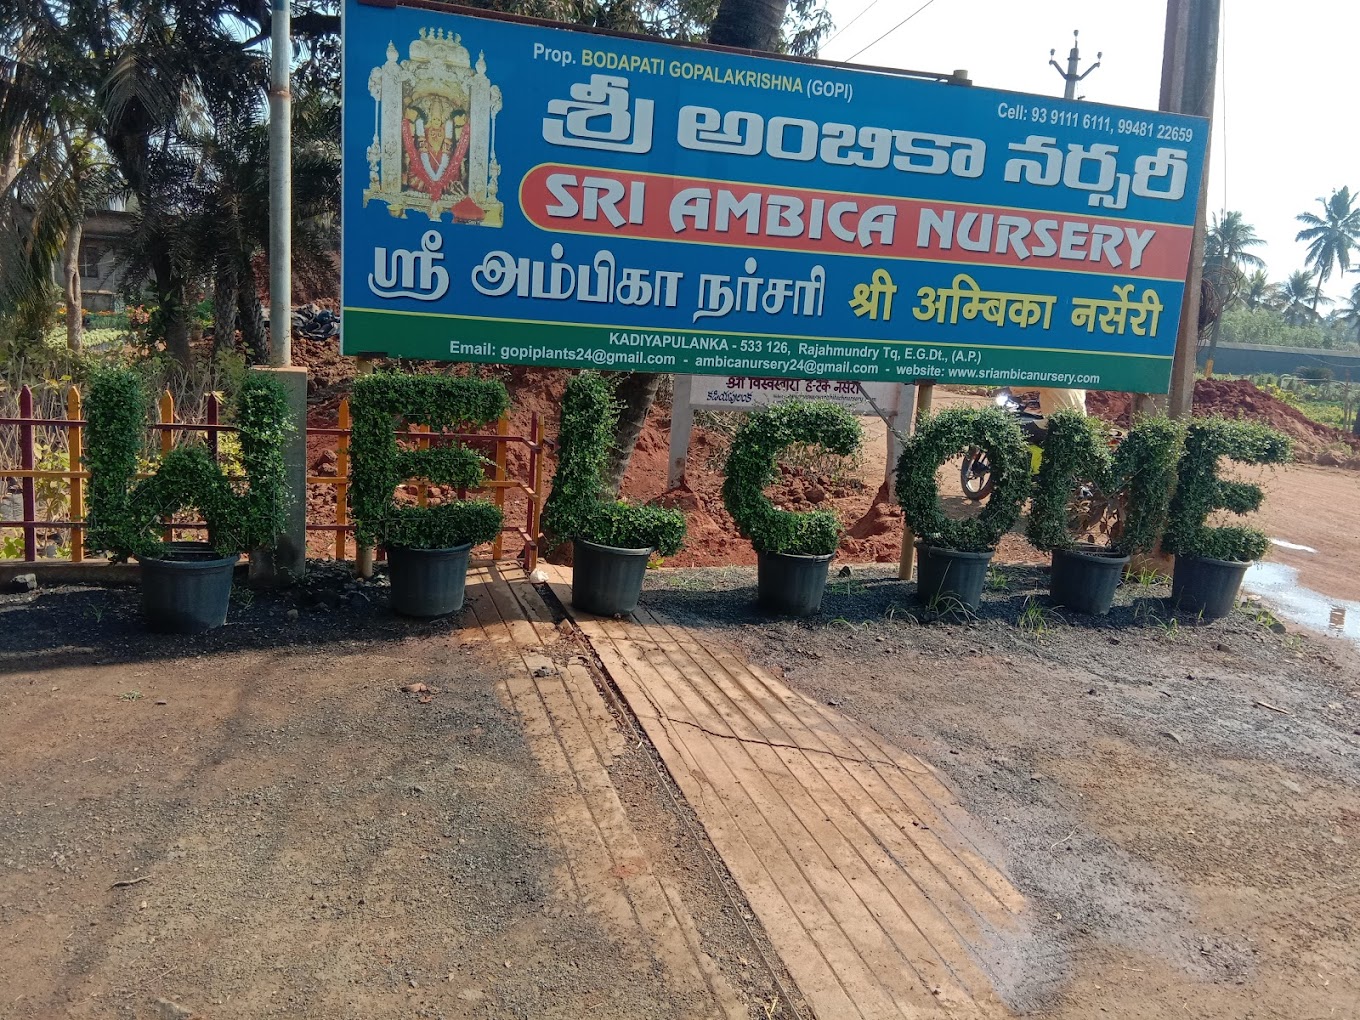 Prop. BODAPATI GOPALAKRISHNA (GOPI)
Cell: 93 9111 6111, 99481 22659
శ్రీ అంబికా నర్సరీ
SRI AMBICA NURSERY
ஸ்ரீ அம்பிகா நர்சரி श्री अम्बिका नर्सेरी
KADIYAPULANKA - 533 126, Rajahmundry Tq, E.G.Dt., (A.P.)
Email: gopiplants24@gmail.com - ambicanursery24@gmail.com - website: www.sriambicanursery.com
WELCOME